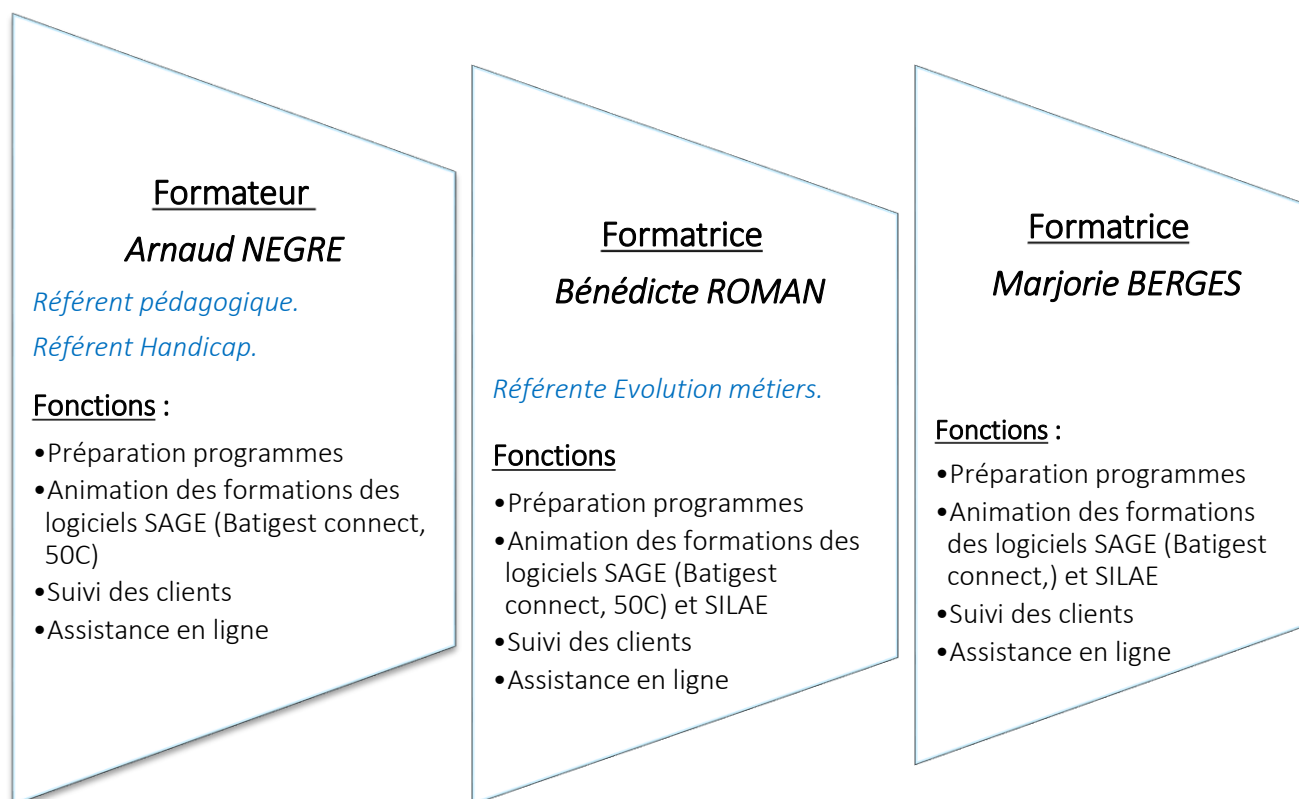 Formateur
Arnaud NEGRE
Référent pédagogique.
Référent Handicap.
Fonctions :
•Préparation programmes
•Animation des formations des
logiciels SAGE (Batigest connect,
50C)
•Suivi des clients
•Assistance en ligne
Formatrice
Bénédicte ROMAN
Référente Evolution métiers.
Fonctions
•Préparation programmes
•Animation des formations des
logiciels SAGE (Batigest
connect, 50C) et SILAE
•Suivi des clients
•Assistance en ligne
Formatrice
Marjorie BERGES
Fonctions :
•Préparation programmes
•Animation des formations
des logiciels SAGE (Batigest
connect,) et SILAE
•Suivi des clients
•Assistance en ligne